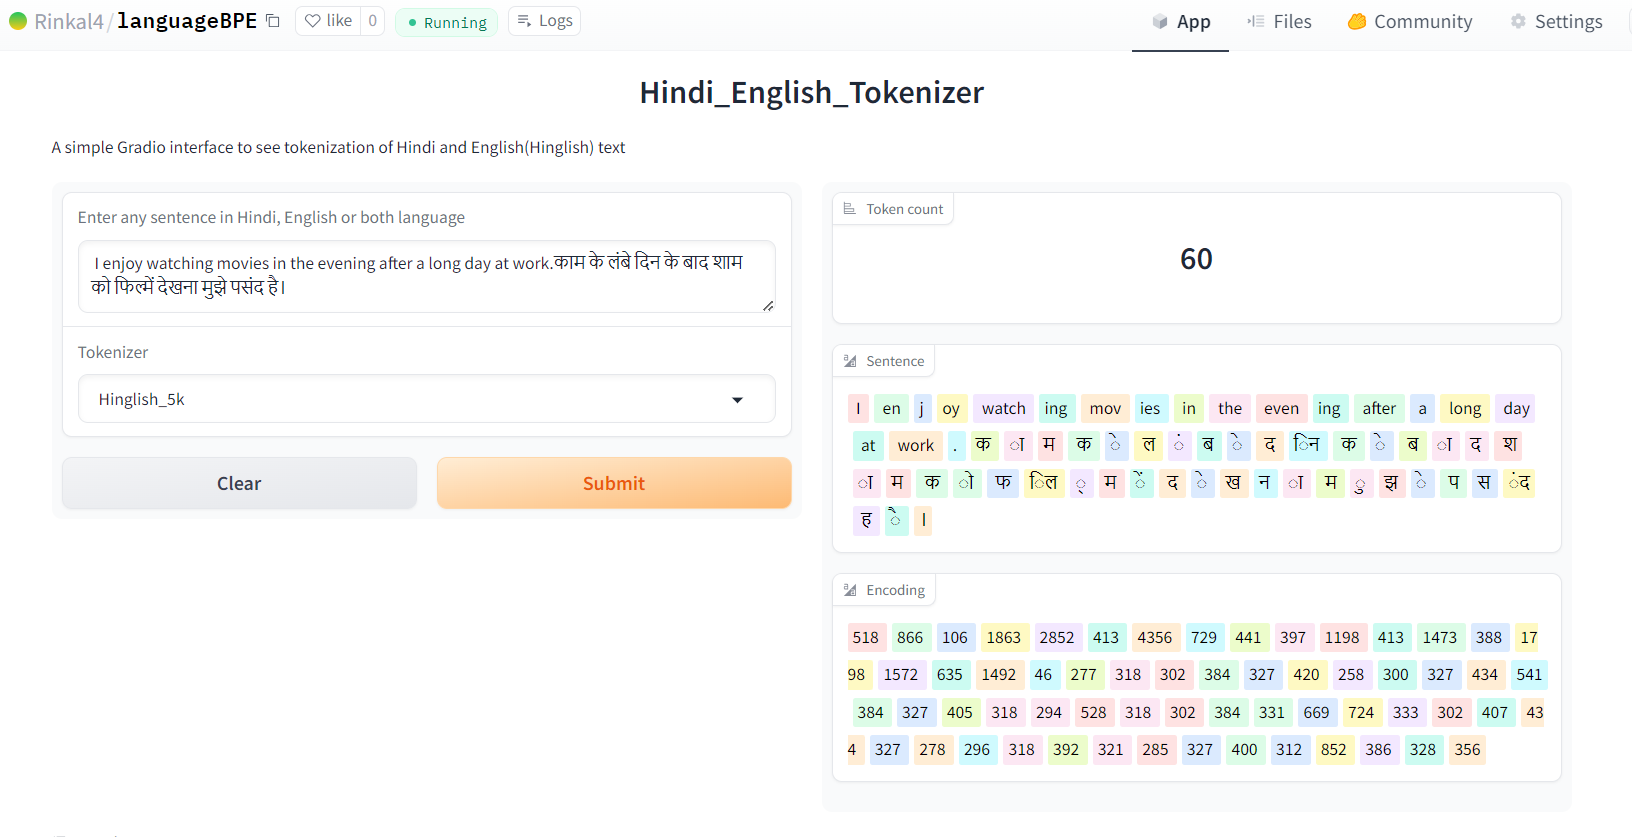 Rinkal4/languageBPE like 0 Running Logs App Files Community Settings
Hindi_English_Tokenizer
A simple Gradio interface to see tokenization of Hindi and English(Hinglish) text
Enter any sentence in Hindi, English or both language
I enjoy watching movies in the evening after a long day at work.काम के लंबे दिन के बाद शाम
को फिल्में देखना मुझे पसंद है।
Tokenizer
Hinglish_5k
Clear Submit
Token count
60
Sentence
I en j oy watch ing mov ies in the even ing after a long day
at work . क ा म क े ल ं ब े द िन क े ब ा द श
ा म क ो फ िल ् म ें द े ख न ा म ु झ े प स ंद
ह ै ।
Encoding
518 866 106 1863 2852 413 4356 729 441 397 1198 413 1473 388 17
98 1572 635 1492 46 277 318 302 384 327 420 258 300 327 434 541
384 327 405 318 294 528 318 302 384 331 669 724 333 302 407 43
4 327 278 296 318 392 321 285 327 400 312 852 386 328 356